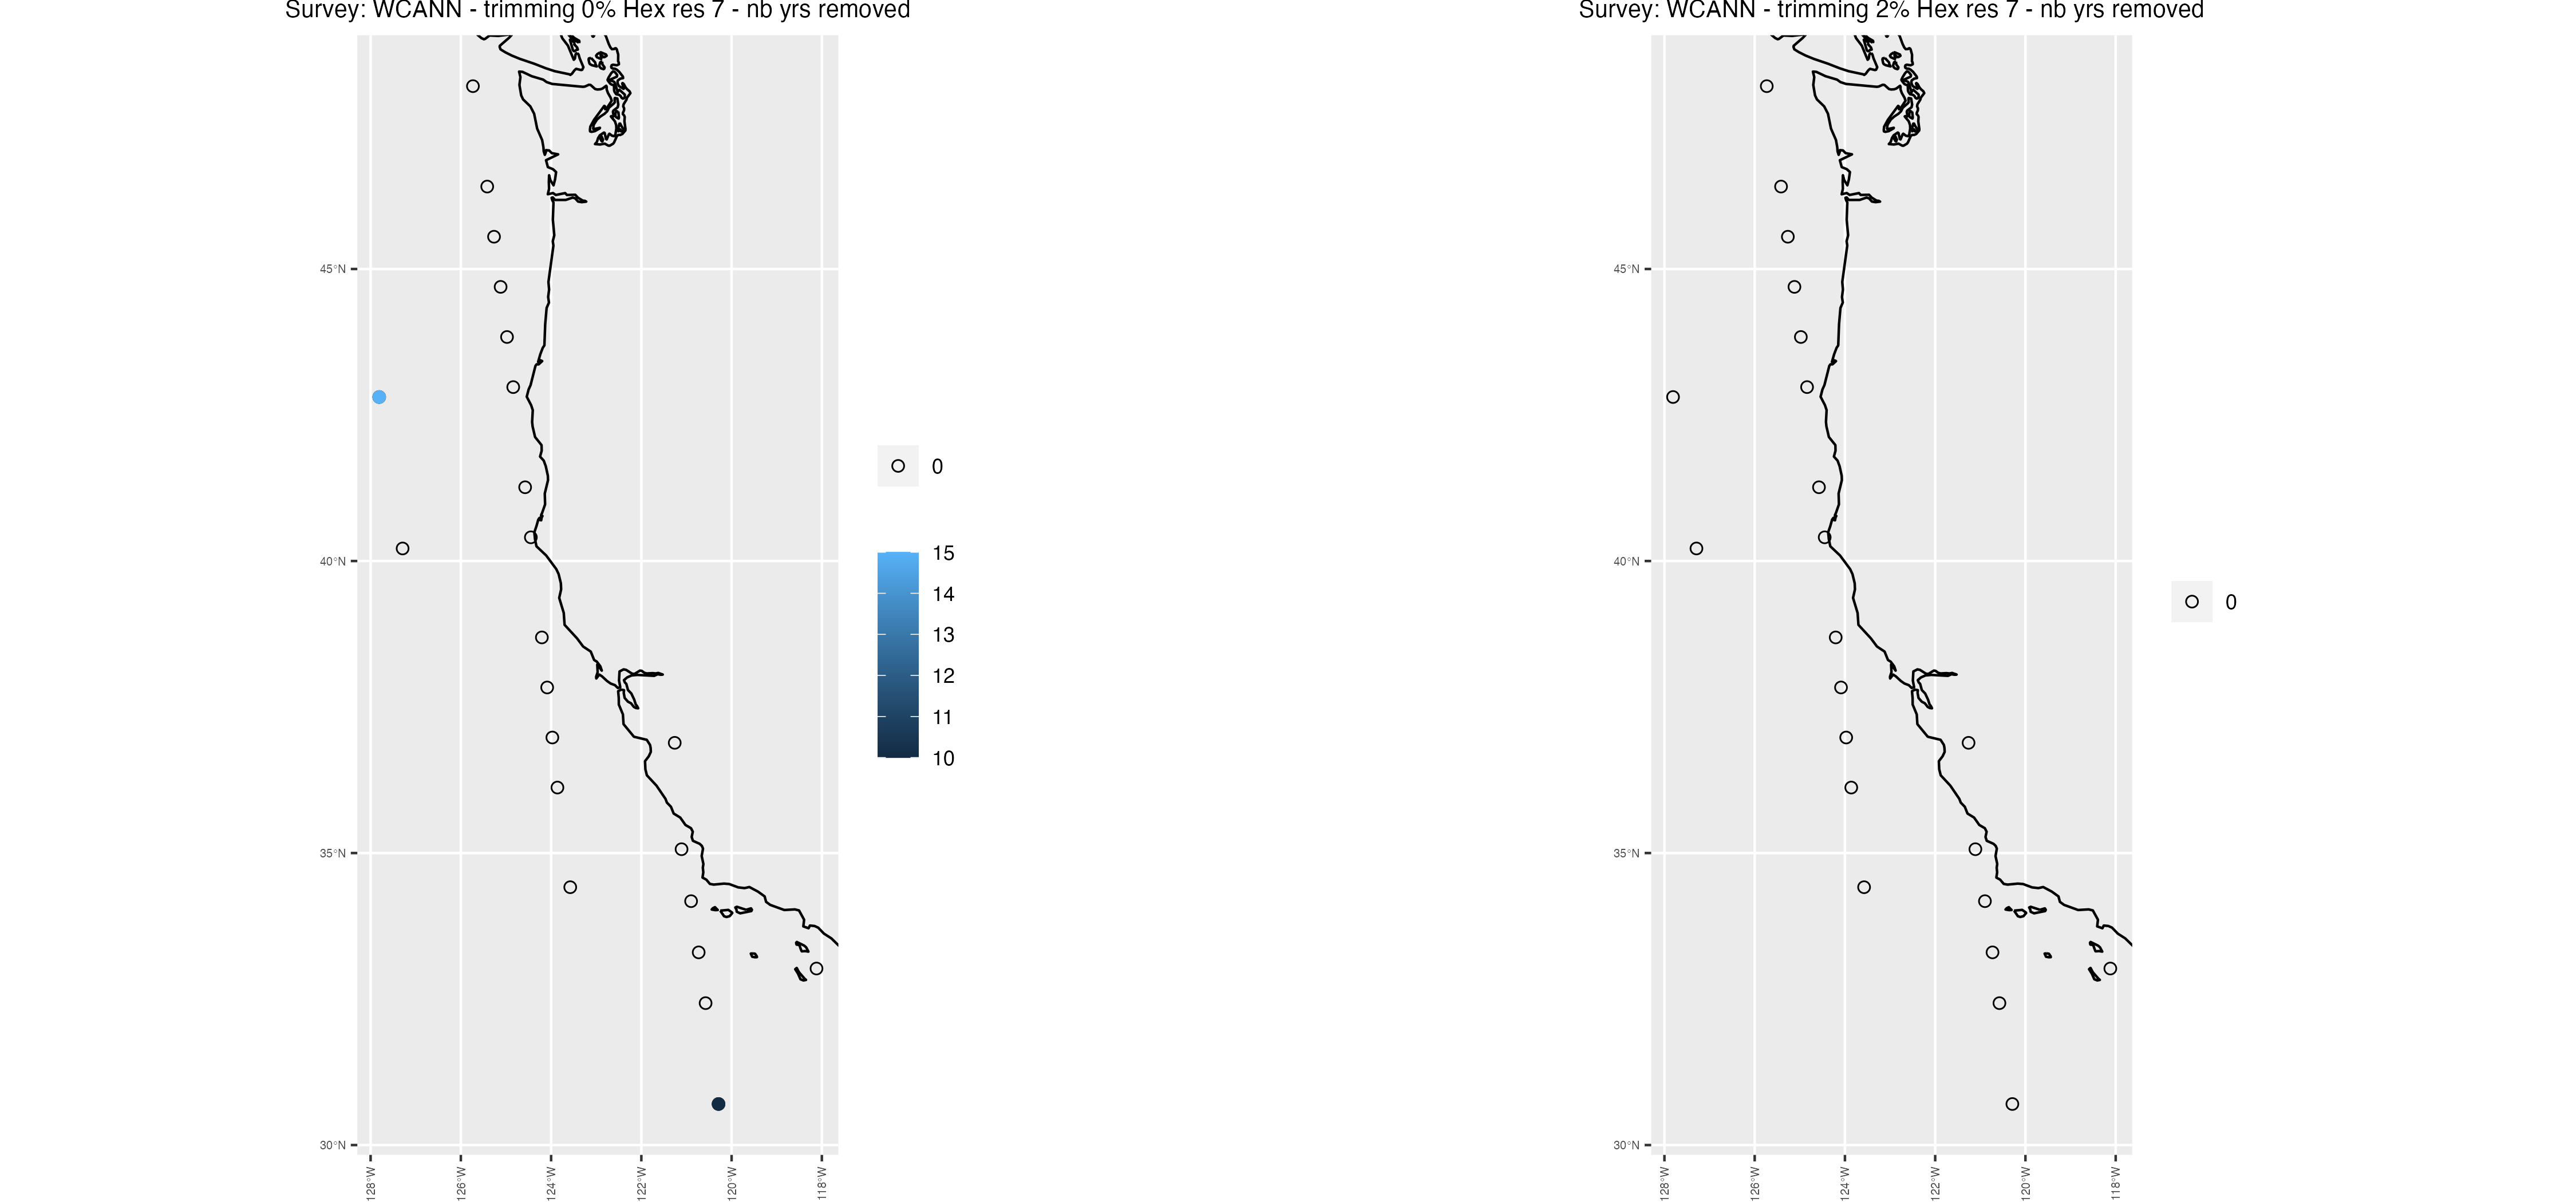 Survey: WCANN - trimming 0% Hex res 7 - nb yrs removed
45°N
40°N
35°N
30°N
128°W
126°W
124°W
122°W
120°W
118°W
0
15
14
13
12
11
10
Survey: WCANN - trimming 2% Hex res 7 - nb yrs removed
45°N
40°N
35°N
30°N
128°W
126°W
124°W
122°W
120°W
118°W
0